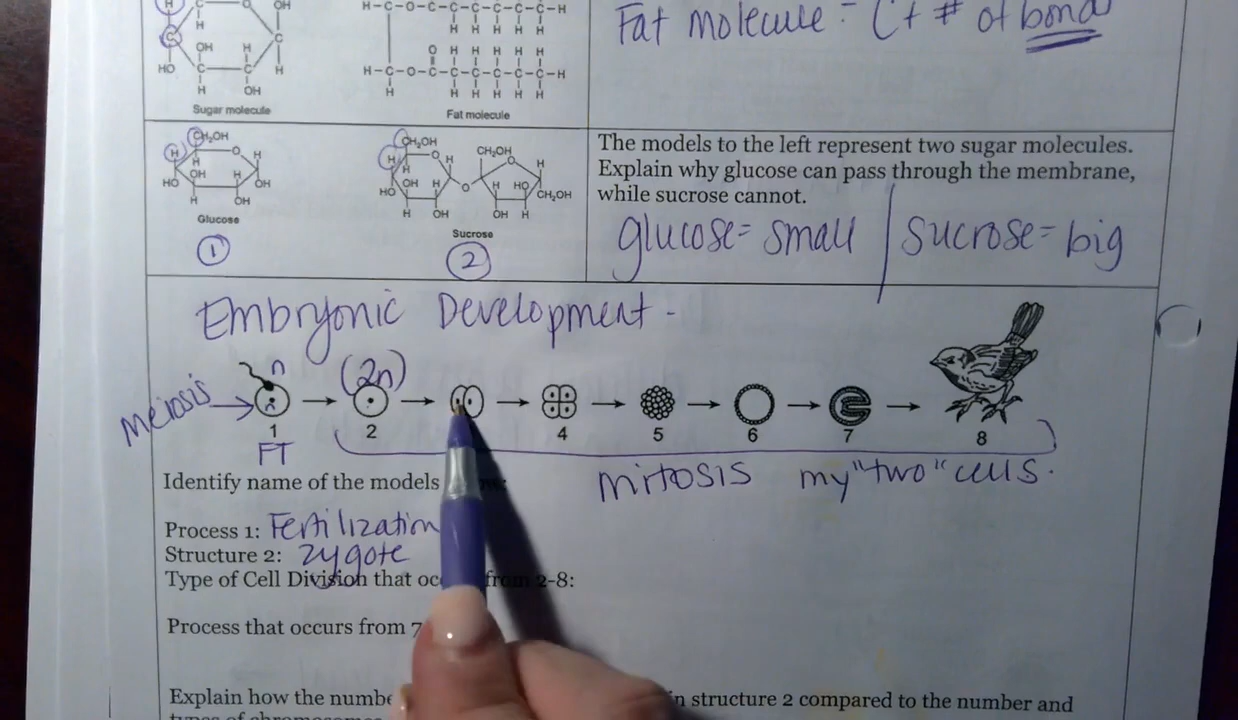 Fat molecule = C + # of bond
Sugar molecule
Fat molecule
CH₂OH
Glucose
1
CH₂OH
CH₂OH
CH₂OH
Sucrose
2
The models to the left represent two sugar molecules.
Explain why glucose can pass through the membrane,
while sucrose cannot.
glucose = small | sucrose = big
Embryonic Development -
Meiosis
n
n
(2n)
1 2 4 5 6 7 8
FT
mitosis my "two" cells.
Identify name of the models
Process 1: Fertilization
Structure 2: zygote
Type of Cell Division that from 2-8:
Process that occurs from 7
Explain how the numbe
n structure 2 compared to the number and